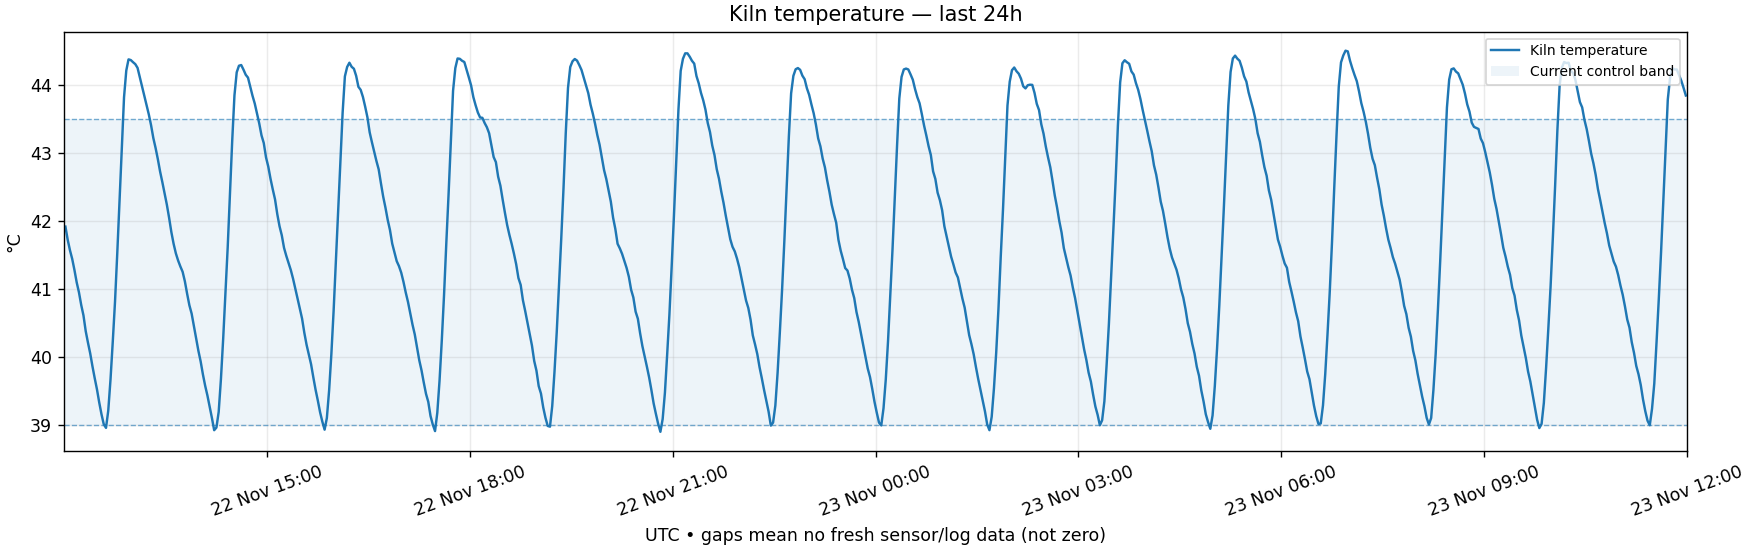 Kiln temperature — last 24h
Kiln temperature
Current control band
°C
44
43
42
41
40
39
22 Nov 15:00
22 Nov 18:00
22 Nov 21:00
23 Nov 00:00
23 Nov 03:00
23 Nov 06:00
23 Nov 09:00
23 Nov 12:00
UTC • gaps mean no fresh sensor/log data (not zero)